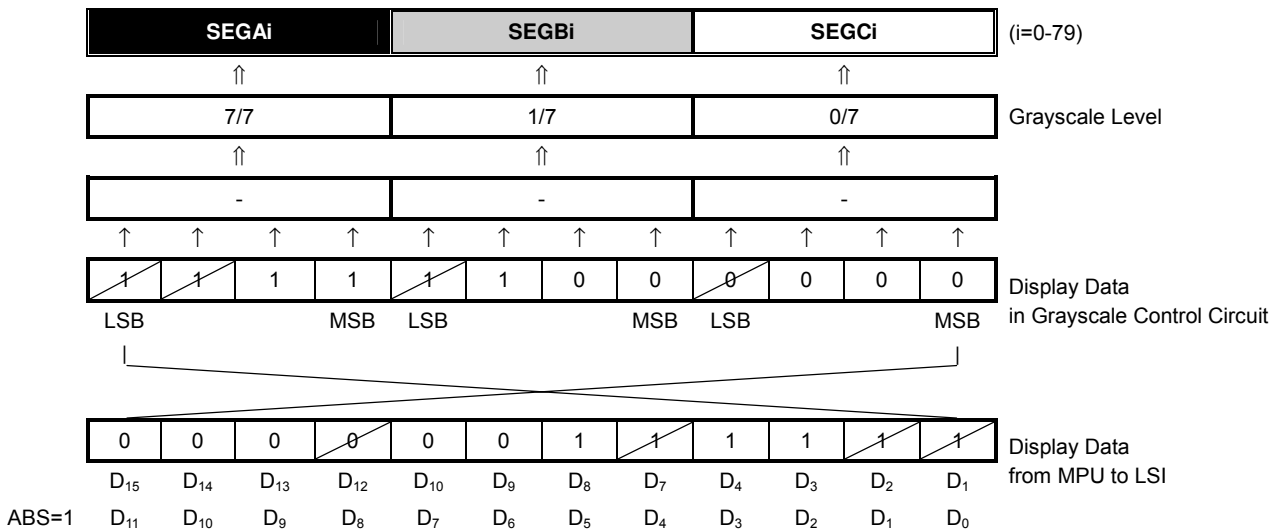 SEGAi SEGBi SEGCi (i=0-79)
⇑ ⇑ ⇑
7/7 1/7 0/7 Grayscale Level
⇑ ⇑ ⇑
- - -
↑ ↑ ↑ ↑ ↑ ↑ ↑ ↑ ↑ ↑ ↑ ↑
1 1 1 1 1 1 0 0 0 0 0 0 Display Data
in Grayscale Control Circuit
LSB MSB LSB MSB LSB MSB
0 0 0 0 0 0 1 1 1 1 1 1 Display Data
from MPU to LSI
D₁₅ D₁₄ D₁₃ D₁₂ D₁₀ D₉ D₈ D₇ D₄ D₃ D₂ D₁
ABS=1 D₁₁ D₁₀ D₉ D₈ D₇ D₆ D₅ D₄ D₃ D₂ D₁ D₀